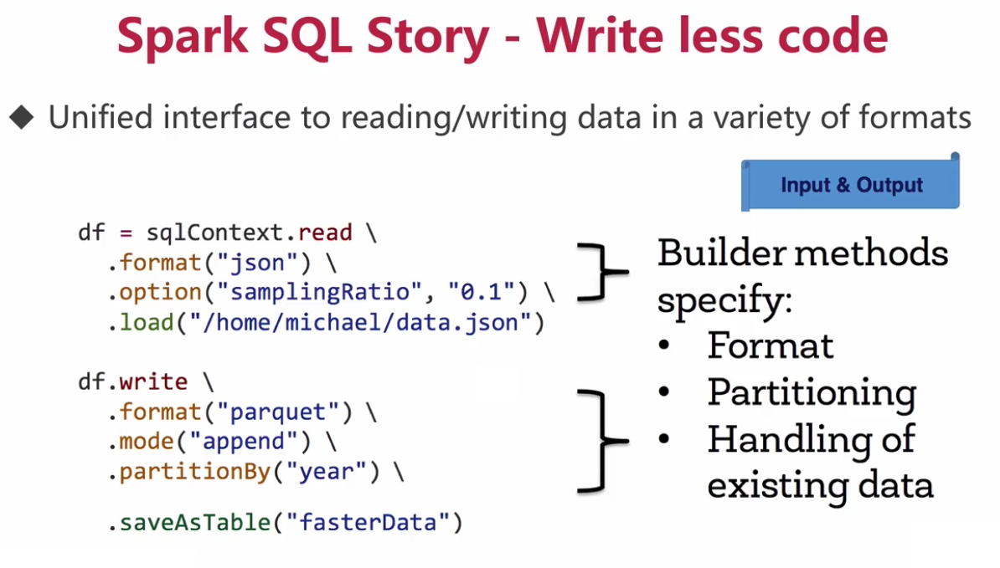 Spark SQL Story - Write less code
◆ Unified interface to reading/writing data in a variety of formats
Input & Output
df = sqlContext.read \
.format("json") \
.option("samplingRatio", "0.1") \
.load("/home/michael/data.json")
df.write \
.format("parquet") \
.mode("append") \
.partitionBy("year") \
.saveAsTable("fasterData")
Builder methods
specify:
• Format
• Partitioning
• Handling of
existing data